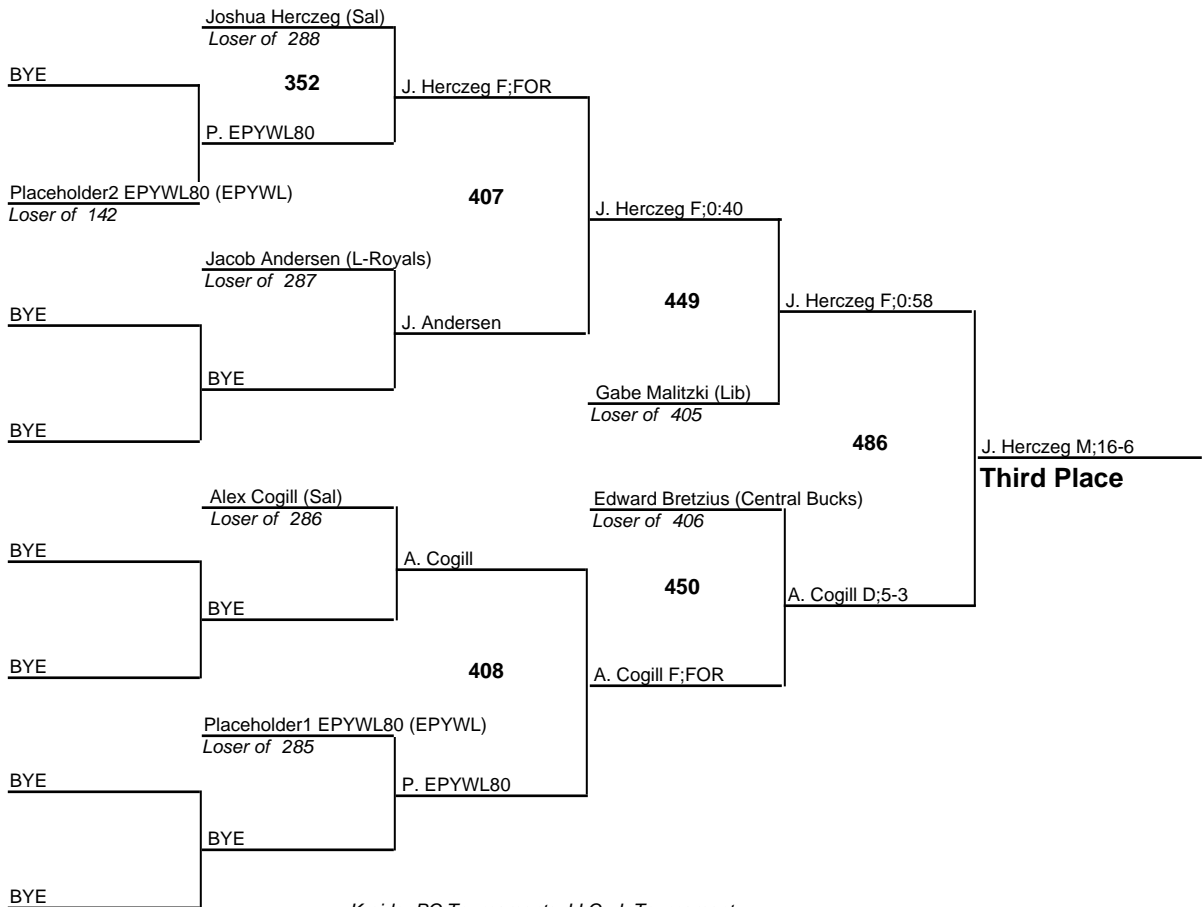 Joshua Herczeg (Sal)
Loser of 288
BYE
352
J. Herczeg F;FOR
P. EPYWL80
Placeholder2 EPYWL80 (EPYWL)
Loser of 142
407
J. Herczeg F;0:40
Jacob Andersen (L-Royals)
Loser of 287
449
J. Herczeg F;0:58
BYE
J. Andersen
BYE
Gabe Malitzki (Lib)
Loser of 405
BYE
486
J. Herczeg M;16-6
Third Place
Alex Cogill (Sal)
Loser of 286
Edward Bretzius (Central Bucks)
Loser of 406
BYE
A. Cogill
450
A. Cogill D;5-3
BYE
BYE
408
A. Cogill F;FOR
Placeholder1 EPYWL80 (EPYWL)
Loser of 285
BYE
P. EPYWL80
BYE
BYE